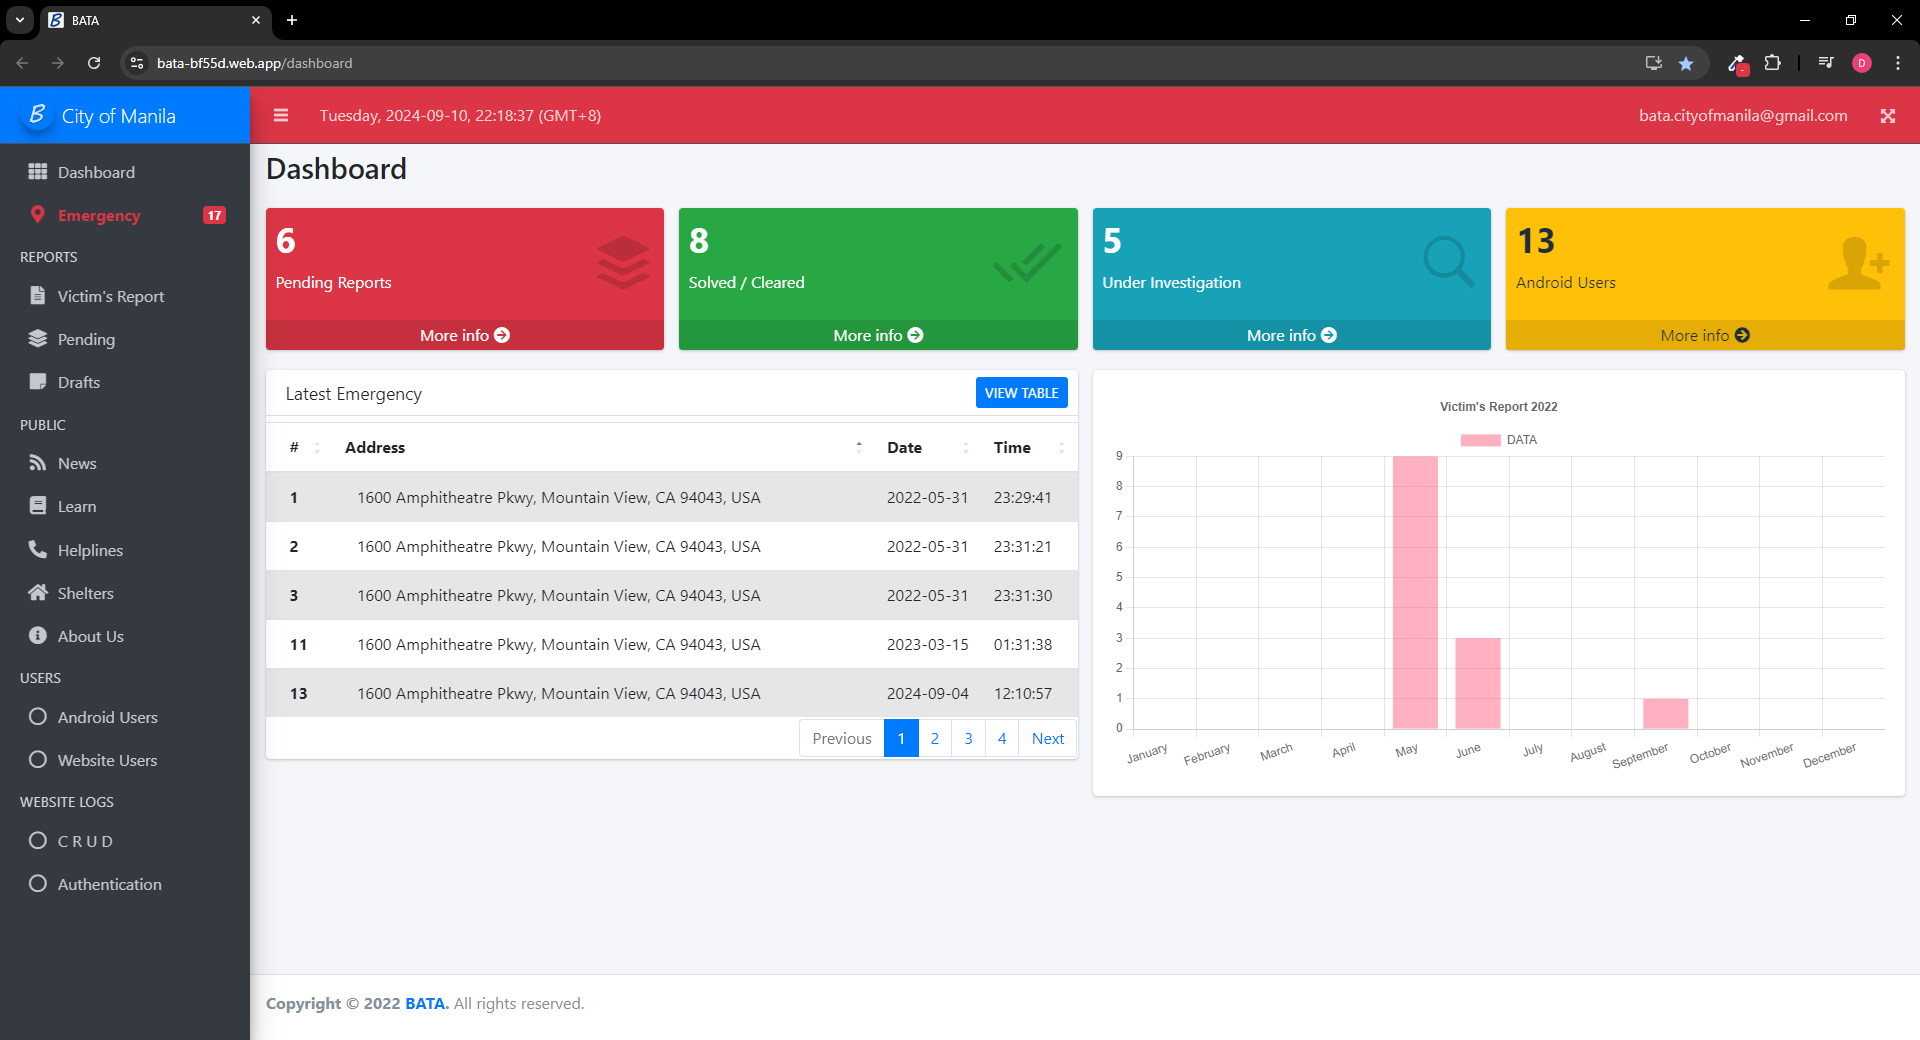 BATA
bata-bf55d.web.app/dashboard
D
B City of Manila
Tuesday, 2024-09-10, 22:18:37 (GMT+8)
bata.cityofmanila@gmail.com
Dashboard
Emergency 17
REPORTS
Victim's Report
Pending
Drafts
PUBLIC
News
Learn
Helplines
Shelters
About Us
USERS
Android Users
Website Users
WEBSITE LOGS
C R U D
Authentication
Dashboard
6
Pending Reports
More info
8
Solved / Cleared
More info
5
Under Investigation
More info
13
Android Users
More info
Latest Emergency
VIEW TABLE
# Address Date Time
1 1600 Amphitheatre Pkwy, Mountain View, CA 94043, USA 2022-05-31 23:29:41
2 1600 Amphitheatre Pkwy, Mountain View, CA 94043, USA 2022-05-31 23:31:21
3 1600 Amphitheatre Pkwy, Mountain View, CA 94043, USA 2022-05-31 23:31:30
11 1600 Amphitheatre Pkwy, Mountain View, CA 94043, USA 2023-03-15 01:31:38
13 1600 Amphitheatre Pkwy, Mountain View, CA 94043, USA 2024-09-04 12:10:57
Previous 1 2 3 4 Next
Victim's Report 2022
DATA
9
8
7
6
5
4
3
2
1
0
January February March April May June July August September October November December
Copyright © 2022 BATA. All rights reserved.